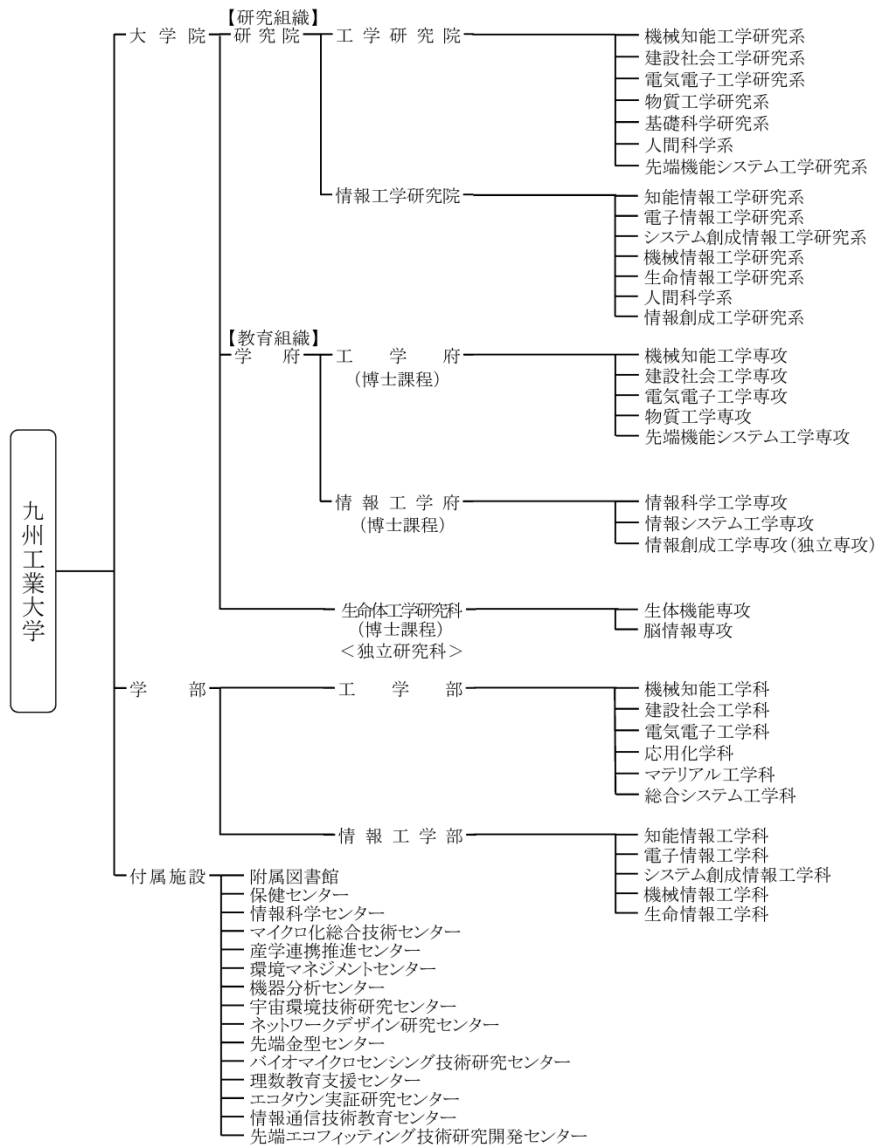 九州工業大学
【研究組織】
大学院
研究院
工学研究院
機械知能工学研究系
建設社会工学研究系
電気電子工学研究系
物質工学研究系
基礎科学研究系
人間科学系
先端機能システム工学研究系
情報工学研究院
知能情報工学研究系
電子情報工学研究系
システム創成情報工学研究系
機械情報工学研究系
生命情報工学研究系
人間科学系
情報創成工学研究系
【教育組織】
学府
工学府
(博士課程)
機械知能工学専攻
建設社会工学専攻
電気電子工学専攻
物質工学専攻
先端機能システム工学専攻
情報工学府
(博士課程)
情報科学工学専攻
情報システム工学専攻
情報創成工学専攻(独立専攻)
生命体工学研究科
(博士課程)
<独立研究科>
生体機能専攻
脳情報専攻
学部
工学部
機械知能工学科
建設社会工学科
電気電子工学科
応用化学科
マテリアル工学科
総合システム工学科
情報工学部
知能情報工学科
電子情報工学科
システム創成情報工学科
機械情報工学科
生命情報工学科
付属施設
附属図書館
保健センター
情報科学センター
マイクロ化総合技術センター
産学連携推進センター
環境マネジメントセンター
機器分析センター
宇宙環境技術研究センター
ネットワークデザイン研究センター
先端金型センター
バイオマイクロセンシング技術研究センター
理数教育支援センター
エコタウン実証研究センター
情報通信技術教育センター
先端エコフィッティング技術研究開発センター